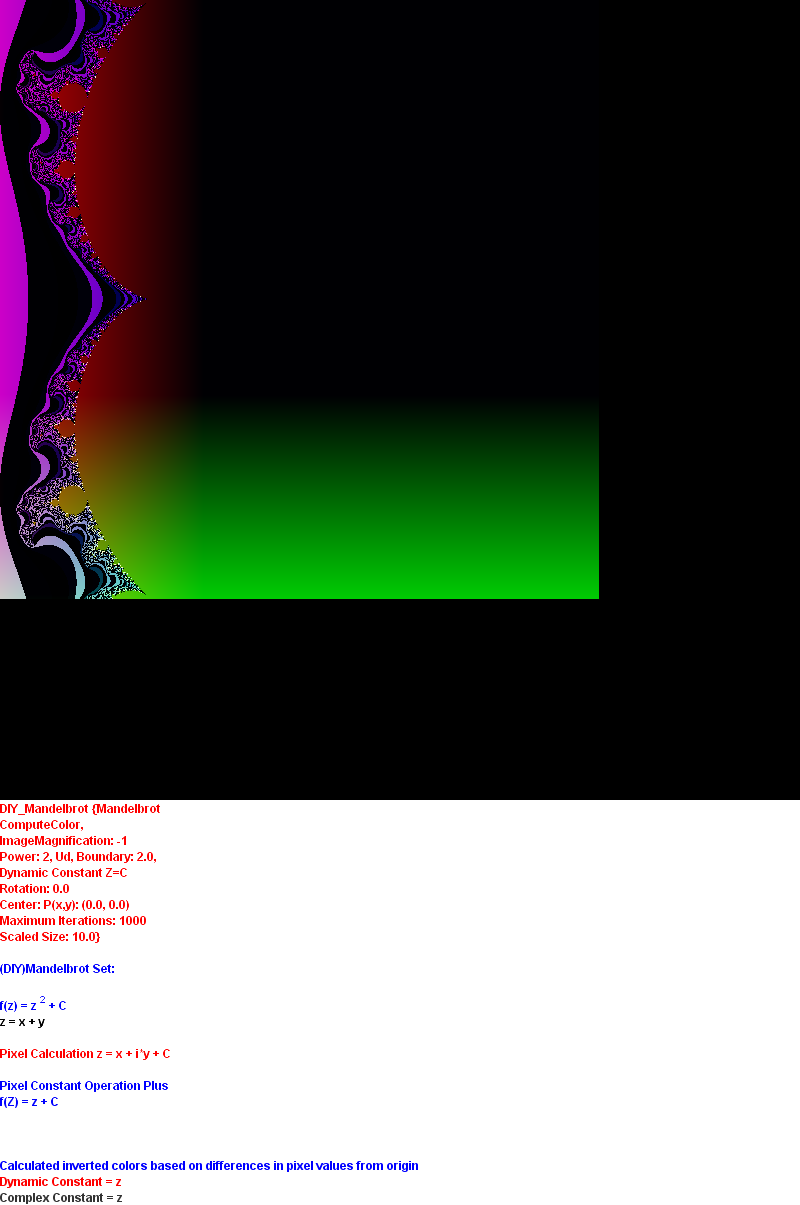 DIY_Mandelbrot {Mandelbrot
ComputeColor,
ImageMagnification: -1
Power: 2, Ud, Boundary: 2.0,
Dynamic Constant Z=C
Rotation: 0.0
Center: P(x,y): (0.0, 0.0)
Maximum Iterations: 1000
Scaled Size: 10.0}
(DIY)Mandelbrot Set:
f(z) = z 2 + C
z = x + y
Pixel Calculation z = x + i*y + C
Pixel Constant Operation Plus
f(Z) = z + C
Calculated inverted colors based on differences in pixel values from origin
Dynamic Constant = z
Complex Constant = z